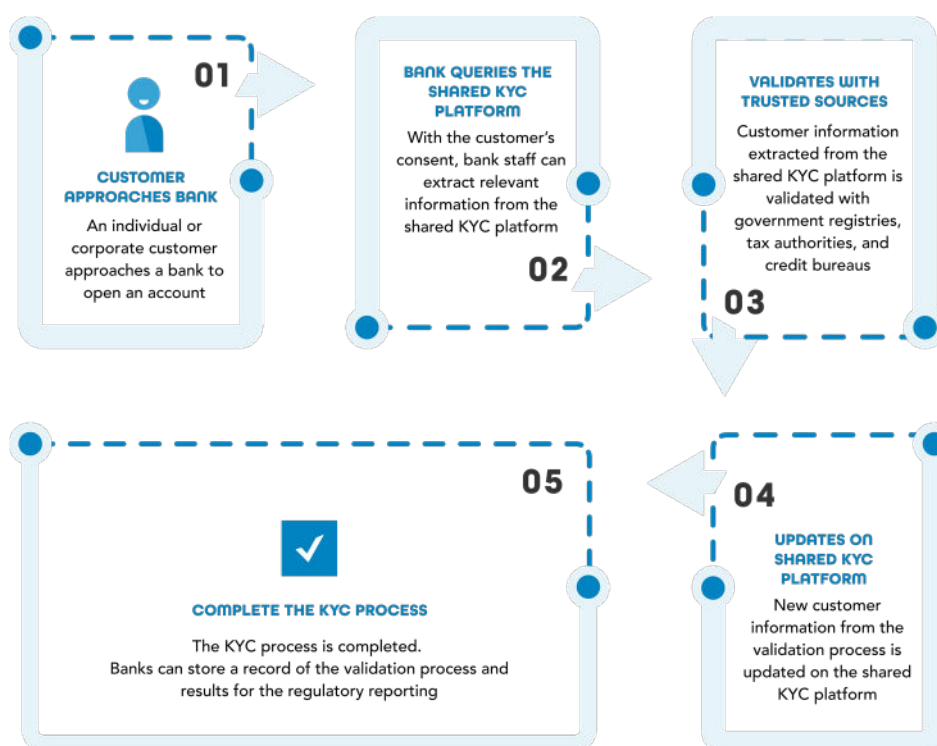 01
CUSTOMER
APPROACHES BANK
An individual or
corporate customer
approaches a bank to
open an account
BANK QUERIES THE
SHARED KYC
PLATFORM
With the customer's
consent, bank staff can
extract relevant
information from the
shared KYC platform
02
VALIDATES WITH
TRUSTED SOURCES
Customer information
extracted from the
shared KYC platform is
validated with
government registries,
tax authorities, and
credit bureaus
03
04
UPDATES ON
SHARED KYC
PLATFORM
New customer
information from the
validation process is
updated on the shared
KYC platform
05
COMPLETE THE KYC PROCESS
The KYC process is completed.
Banks can store a record of the validation process and
results for the regulatory reporting